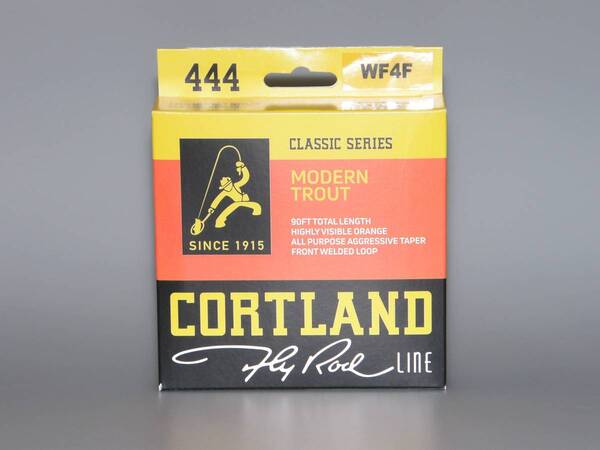 444
WF4F
CLASSIC SERIES
MODERN
TROUT
90FT TOTAL LENGTH
HIGHLY VISIBLE ORANGE
ALL PURPOSE AGGRESSIVE TAPER
FRONT WELDED LOOP
SINCE 1915
CORTLAND
Fly Rod LINE